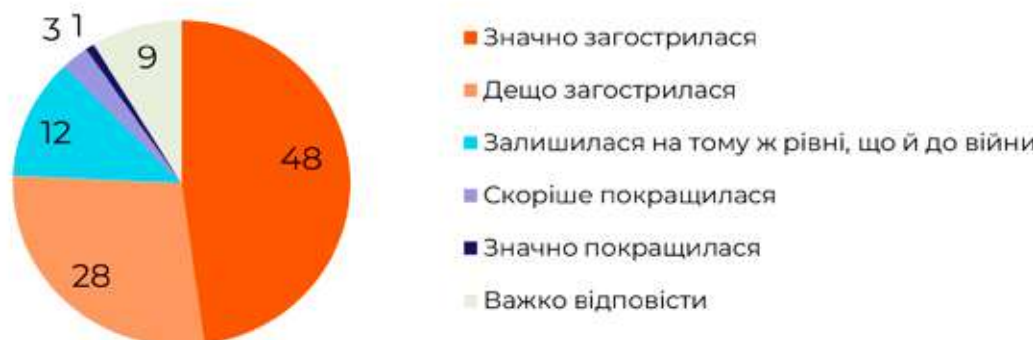 3 1
9
12
48
28
Значно загострилася
Дещо загострилася
Залишилася на тому ж рівні, що й до війни
Скоріше покращилася
Значно покращилася
Важко відповісти